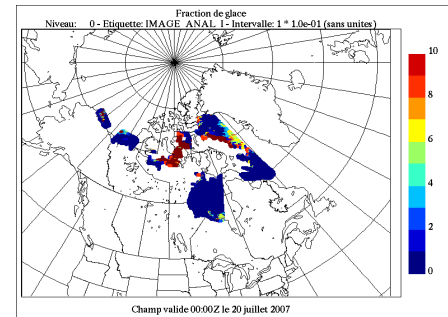 Fraction de glace
Niveau: 0 - Etiquette: IMAGE ANAL I - Intervalle: 1 * 1.0e-01 (sans unites)
10
8
6
4
2
0
Champ valide 00:00Z le 20 juillet 2007